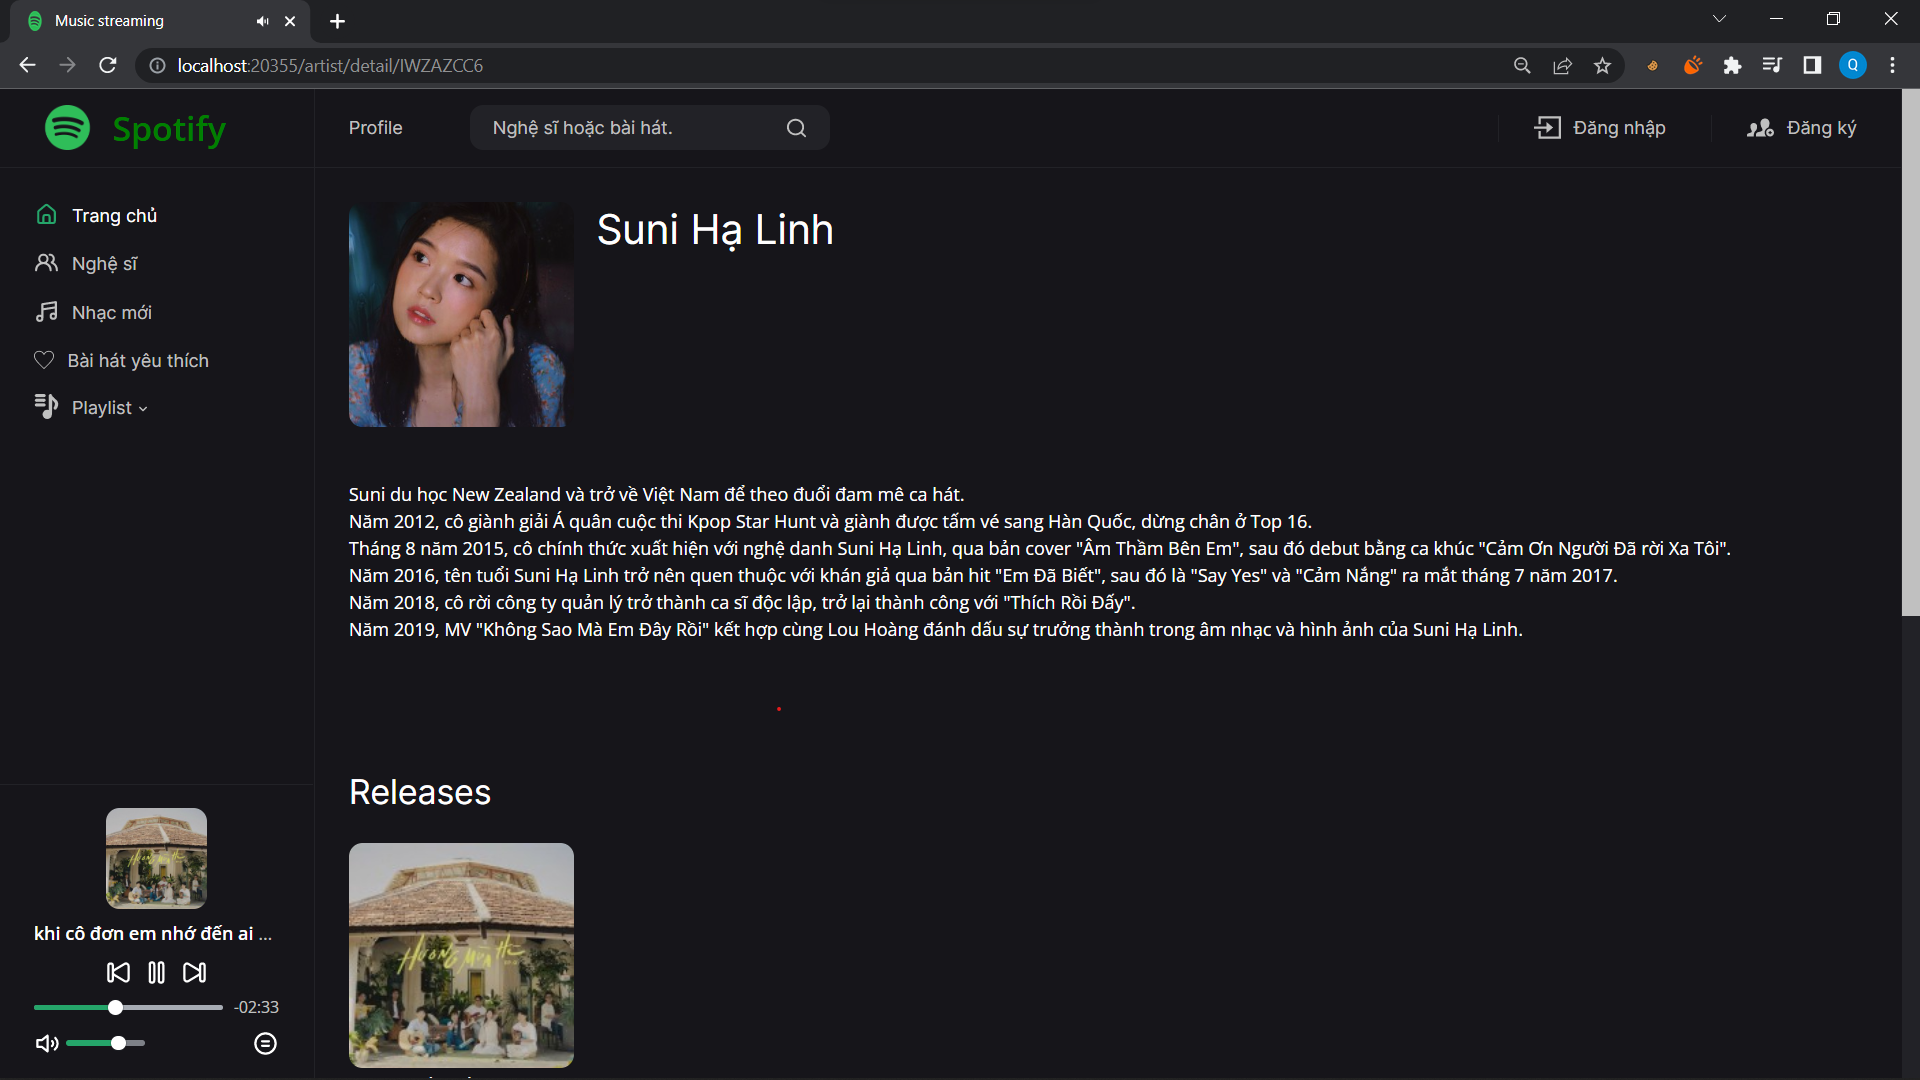 Music streaming
localhost:20355/artist/detail/IWZAZCC6
Q
Spotify
Profile
Nghệ sĩ hoặc bài hát.
Đăng nhập
Đăng ký
Trang chủ
Nghệ sĩ
Nhạc mới
Bài hát yêu thích
Playlist
Suni Hạ Linh
Suni du học New Zealand và trở về Việt Nam để theo đuổi đam mê ca hát.
Năm 2012, cô giành giải Á quân cuộc thi Kpop Star Hunt và giành được tấm vé sang Hàn Quốc, dừng chân ở Top 16.
Tháng 8 năm 2015, cô chính thức xuất hiện với nghệ danh Suni Hạ Linh, qua bản cover "Âm Thầm Bên Em", sau đó debut bằng ca khúc "Cảm Ơn Người Đã rời Xa Tôi".
Năm 2016, tên tuổi Suni Hạ Linh trở nên quen thuộc với khán giả qua bản hit "Em Đã Biết", sau đó là "Say Yes" và "Cảm Nắng" ra mắt tháng 7 năm 2017.
Năm 2018, cô rời công ty quản lý trở thành ca sĩ độc lập, trở lại thành công với "Thích Rồi Đấy".
Năm 2019, MV "Không Sao Mà Em Đây Rồi" kết hợp cùng Lou Hoàng đánh dấu sự trưởng thành trong âm nhạc và hình ảnh của Suni Hạ Linh.
Releases
Hương Mùa Hè
Hương Mùa Hè
khi cô đơn em nhớ đến ai ...
-02:33